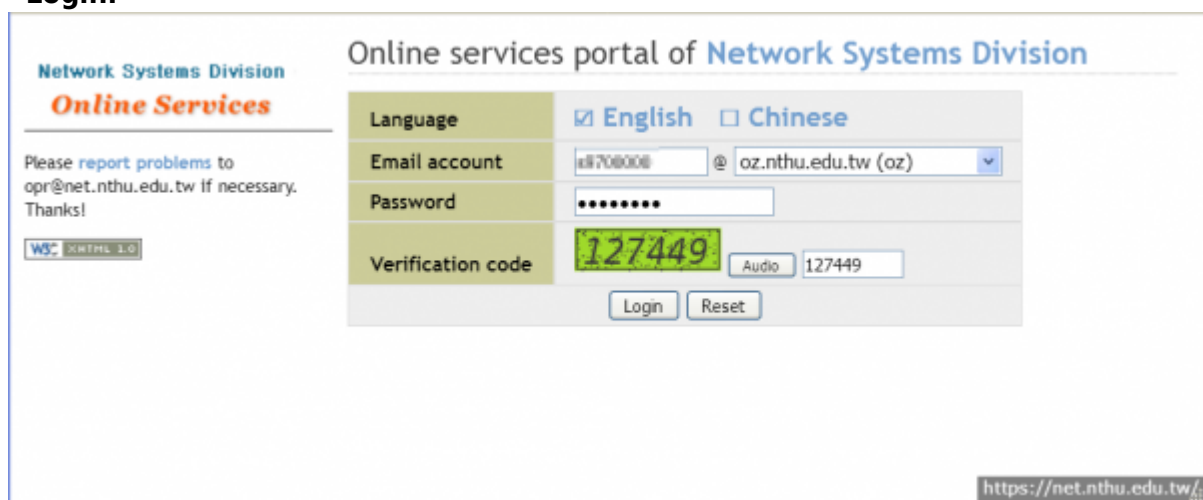 Login:
Network Systems Division
Online Services
Please report problems to
opr@net.nthu.edu.tw if necessary.
Thanks!
W3C XHTML 1.0
Online services portal of Network Systems Division
Language English Chinese
Email account @ oz.nthu.edu.tw (oz)
Password ••••••••
Verification code 127449 Audio 127449
Login Reset
https://net.nthu.edu.tw/